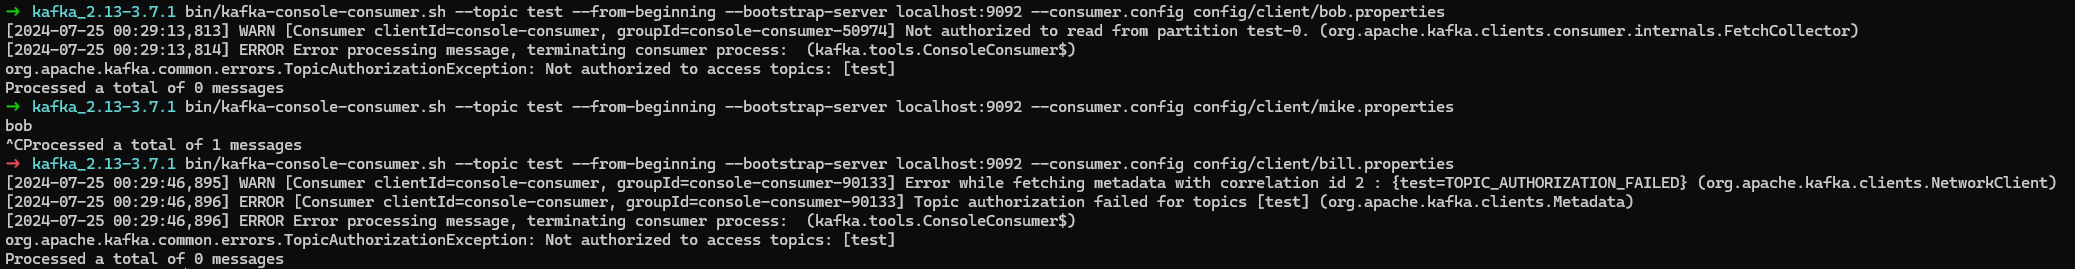 → kafka_2.13-3.7.1 bin/kafka-console-consumer.sh --topic test --from-beginning --bootstrap-server localhost:9092 --consumer.config config/client/bob.properties
[2024-07-25 00:29:13,813] WARN [Consumer clientId=console-consumer, groupId=console-consumer-50974] Not authorized to read from partition test-0. (org.apache.kafka.clients.consumer.internals.FetchCollector)
[2024-07-25 00:29:13,814] ERROR Error processing message, terminating consumer process:  (kafka.tools.ConsoleConsumer$)
org.apache.kafka.common.errors.TopicAuthorizationException: Not authorized to access topics: [test]
Processed a total of 0 messages
→ kafka_2.13-3.7.1 bin/kafka-console-consumer.sh --topic test --from-beginning --bootstrap-server localhost:9092 --consumer.config config/client/mike.properties
bob
^CProcessed a total of 1 messages
→ kafka_2.13-3.7.1 bin/kafka-console-consumer.sh --topic test --from-beginning --bootstrap-server localhost:9092 --consumer.config config/client/bill.properties
[2024-07-25 00:29:46,895] WARN [Consumer clientId=console-consumer, groupId=console-consumer-90133] Error while fetching metadata with correlation id 2 : {test=TOPIC_AUTHORIZATION_FAILED} (org.apache.kafka.clients.NetworkClient)
[2024-07-25 00:29:46,896] ERROR [Consumer clientId=console-consumer, groupId=console-consumer-90133] Topic authorization failed for topics [test] (org.apache.kafka.clients.Metadata)
[2024-07-25 00:29:46,896] ERROR Error processing message, terminating consumer process:  (kafka.tools.ConsoleConsumer$)
org.apache.kafka.common.errors.TopicAuthorizationException: Not authorized to access topics: [test]
Processed a total of 0 messages